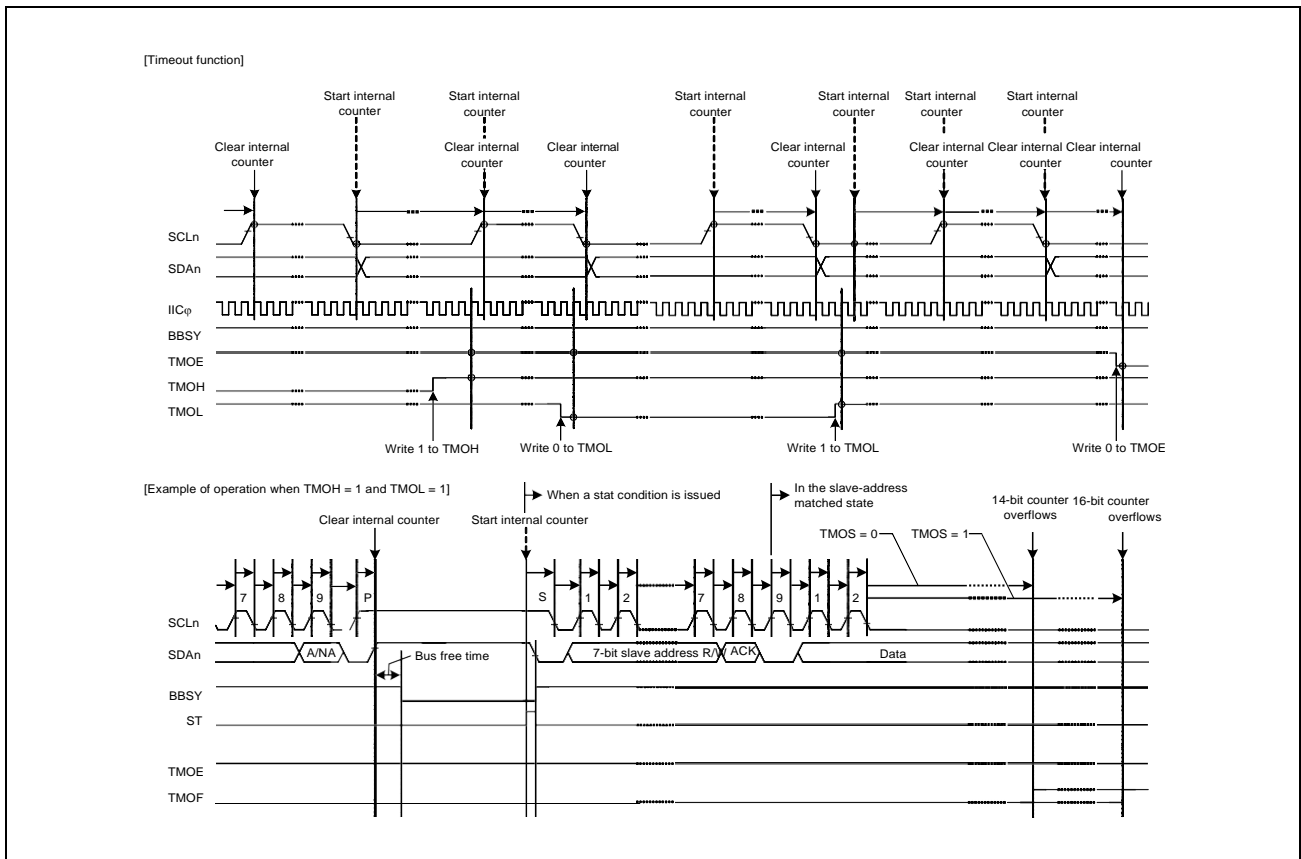 [Timeout function]
Start internal counter
Start internal counter
Start internal counter
Start internal counter
Start internal counter
Start internal counter
Clear internal counter
Clear internal counter
Clear internal counter
Clear internal counter
Clear internal counter
Clear internal counter
Clear internal counter
SCLn
SDAn
IICφ
BBSY
TMOE
TMOH
TMOL
Write 1 to TMOH
Write 0 to TMOL
Write 1 to TMOL
Write 0 to TMOE
[Example of operation when TMOH = 1 and TMOL = 1]
When a stat condition is issued
In the slave-address matched state
14-bit counter overflows
16-bit counter overflows
Clear internal counter
Start internal counter
TMOS = 0
TMOS = 1
7 8 9 P S 1 2 7 8 9 1 2
SCLn
SDAn
A/NA
Bus free time
7-bit slave address R/W
ACK
Data
BBSY
ST
TMOE
TMOF